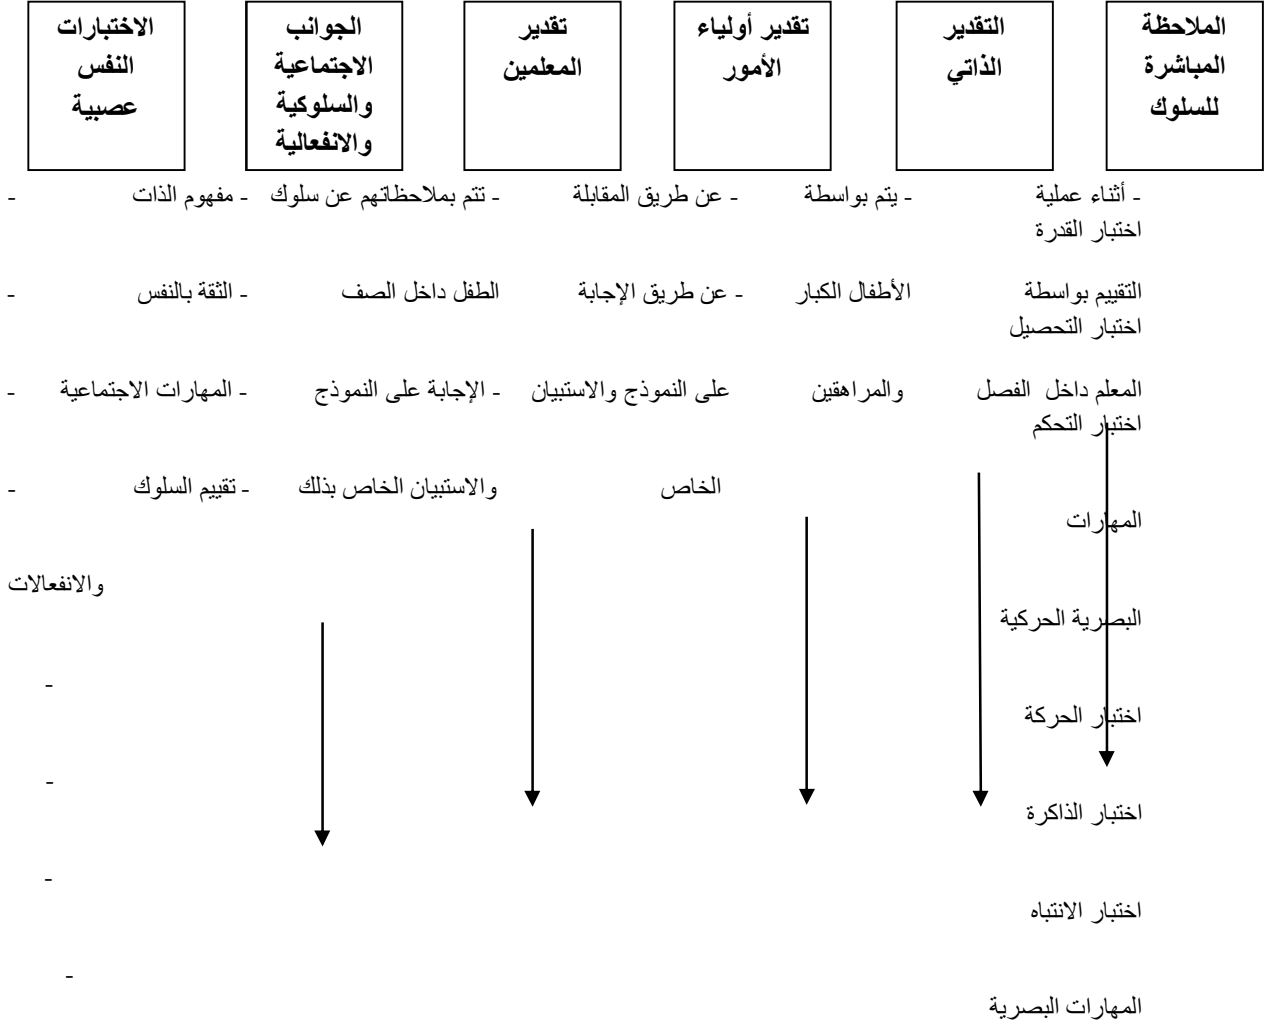 الملاحظة
المباشرة
للسلوك
التقدير
الذاتي
تقدير أولياء
الأمور
تقدير
المعلمين
الجوانب
الاجتماعية
والسلوكية
والانفعالية
الاختبارات
النفس
عصبية
- أثناء عملية - يتم بواسطة - عن طريق المقابلة - تتم بملاحظاتهم عن سلوك - مفهوم الذات -
اختبار القدرة
التقييم بواسطة الأطفال الكبار - عن طريق الإجابة الطفل داخل الصف - الثقة بالنفس -
اختبار التحصيل
المعلم داخل الفصل والمراهقين على النموذج والاستبيان - الإجابة على النموذج - المهارات الاجتماعية -
اختبار التحكم
الخاص والاستبيان الخاص بذلك - تقييم السلوك -
المهارات
والانفعالات
البصرية الحركية
-
اختبار الحركة
-
اختبار الذاكرة
-
اختبار الانتباه
-
المهارات البصرية